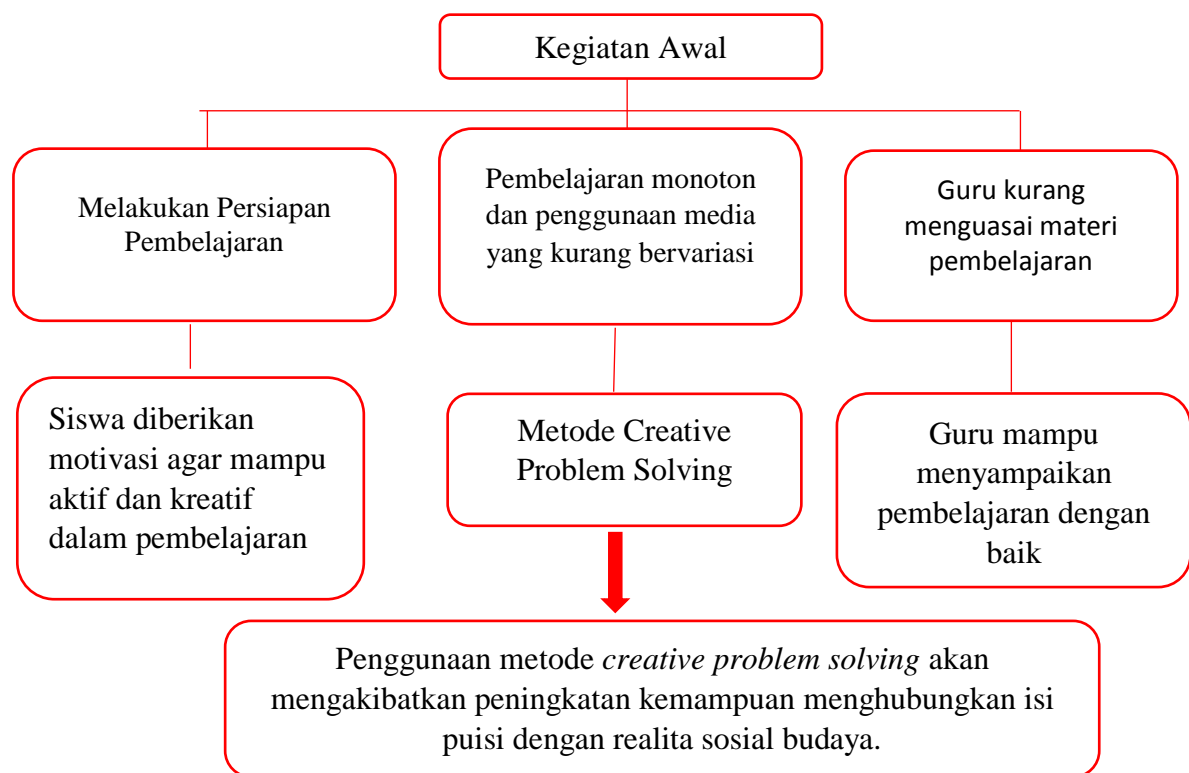 Kegiatan Awal
Melakukan Persiapan
Pembelajaran
Pembelajaran monoton
dan penggunaan media
yang kurang bervariasi
Guru kurang
menguasai materi
pembelajaran
Siswa diberikan
motivasi agar mampu
aktif dan kreatif
dalam pembelajaran
Metode Creative
Problem Solving
Guru mampu
menyampaikan
pembelajaran dengan
baik
Penggunaan metode creative problem solving akan
mengakibatkan peningkatan kemampuan menghubungkan isi
puisi dengan realita sosial budaya.